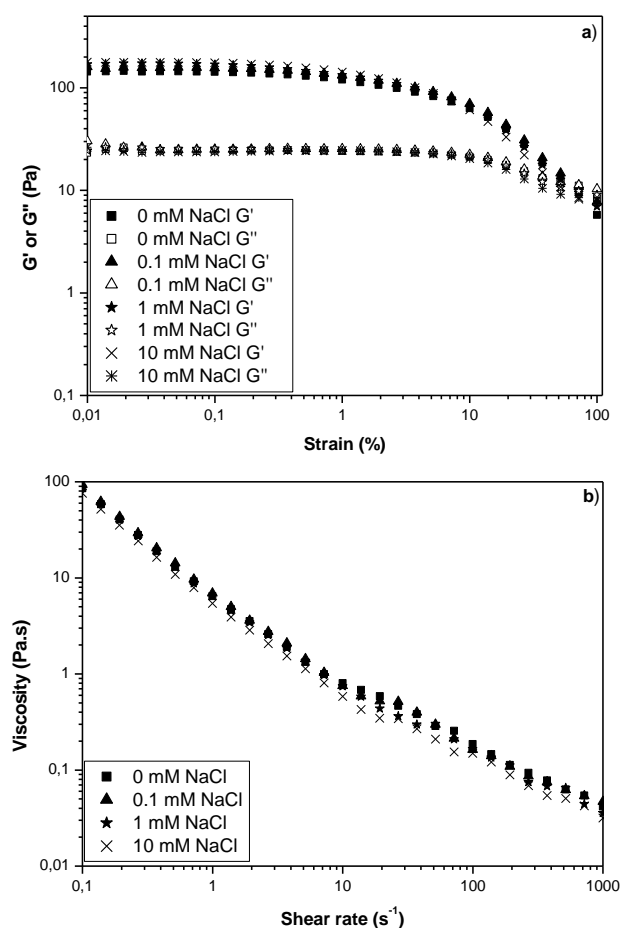 a)
100
10
1
0,1
G' or G" (Pa)
0 mM NaCl G'
0 mM NaCl G"
0.1 mM NaCl G'
0.1 mM NaCl G"
1 mM NaCl G'
1 mM NaCl G"
10 mM NaCl G'
10 mM NaCl G"
0,01 0,1 1 10 100
Strain (%)
b)
100
10
1
0,1
0,01
Viscosity (Pa.s)
0 mM NaCl
0.1 mM NaCl
1 mM NaCl
10 mM NaCl
0,1 1 10 100 1000
Shear rate (s⁻¹)